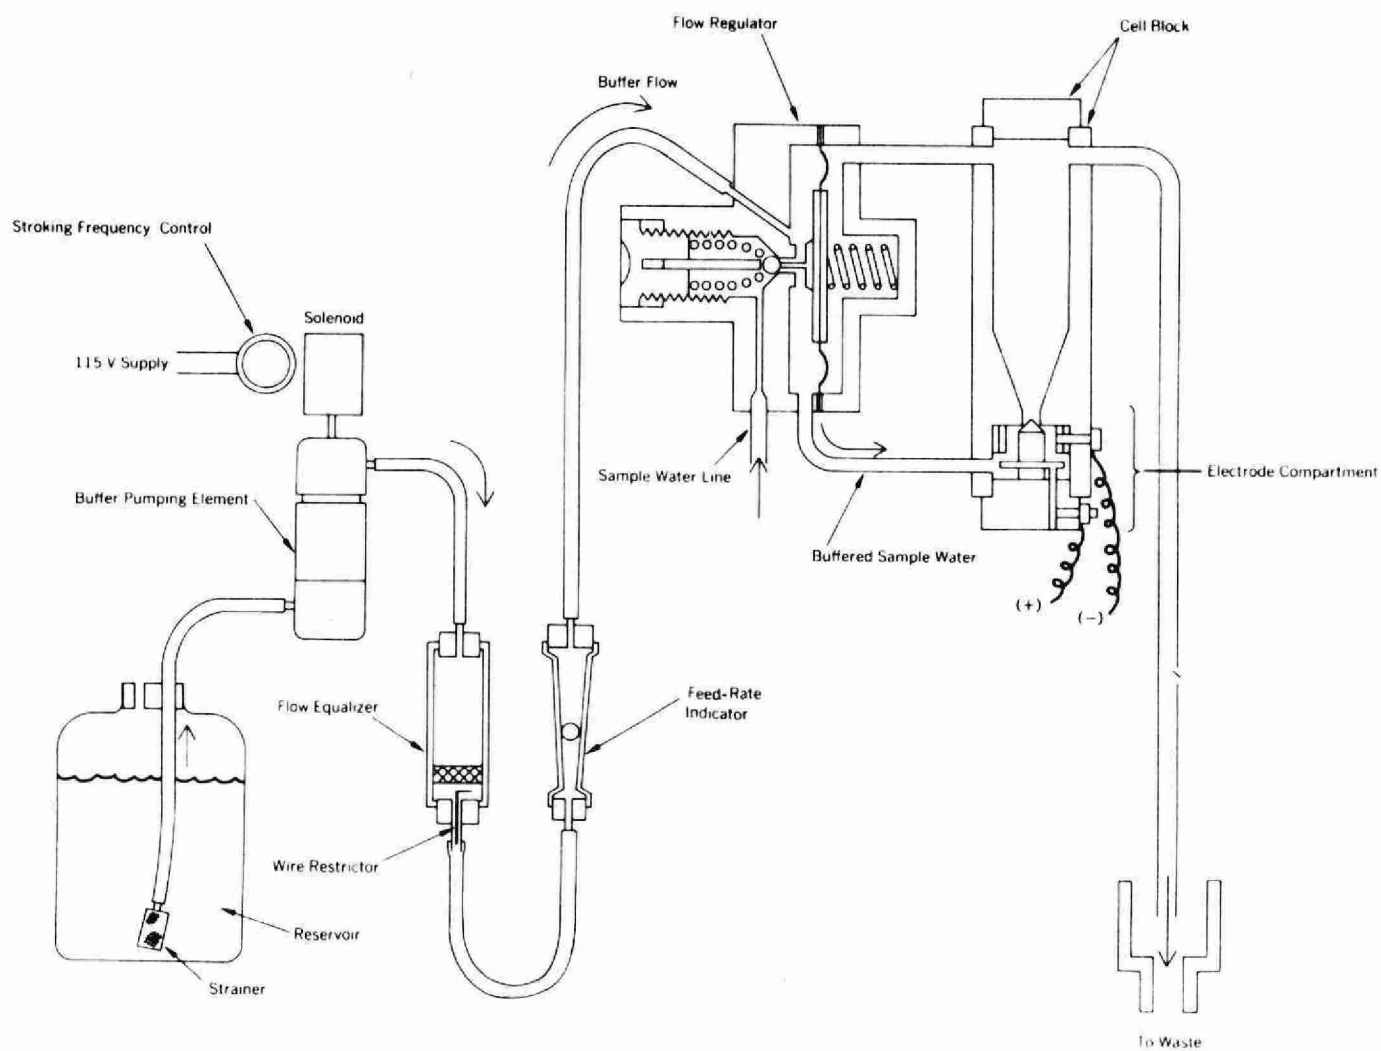 Flow Regulator
Cell Block
Buffer Flow
Stroking Frequency Control
Solenoid
115 V Supply
Sample Water Line
Electrode Compartment
Buffer Pumping Element
Buffered Sample Water
(+)
(-)
Flow Equalizer
Feed-Rate
Indicator
Wire Restrictor
Reservoir
Strainer
To Waste